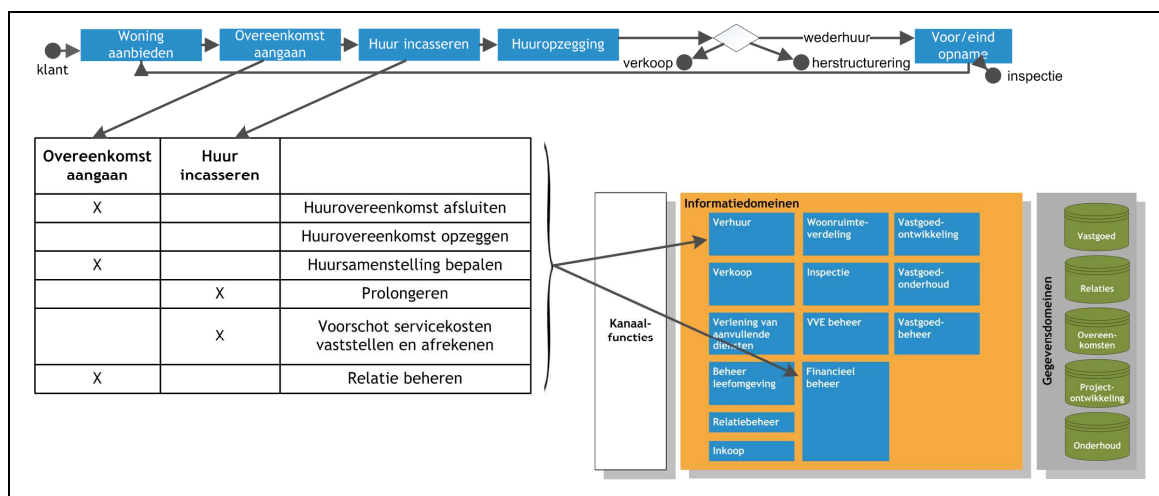 Woning
aanbieden
Overeenkomst
aangaan
Huur incasseren
Huuropzegging
wederhuur
Voor/eind
opname
klant
verkoop
herstructurering
inspectie
Overeenkomst
aangaan
Huur
incasseren
X
Huurovereenkomst afsluiten
Huurovereenkomst opzeggen
X
Huursamenstelling bepalen
X
Prolongeren
X
Voorschot servicekosten
vaststellen en afrekenen
X
Relatie beheren
Kanaal-
functies
Informatiedomeinen
Verhuur
Woonruimte-
verdeling
Vastgoed-
ontwikkeling
Verkoop
Inspectie
Vastgoed-
onderhoud
Verlening van
aanvullende
diensten
VVE beheer
Vastgoed-
beheer
Beheer
leefomgeving
Financieel
beheer
Relatiebeheer
Inkoop
Gegevensdomeinen
Vastgoed
Relaties
Overeen-
komsten
Project-
ontwikkeling
Onderhoud